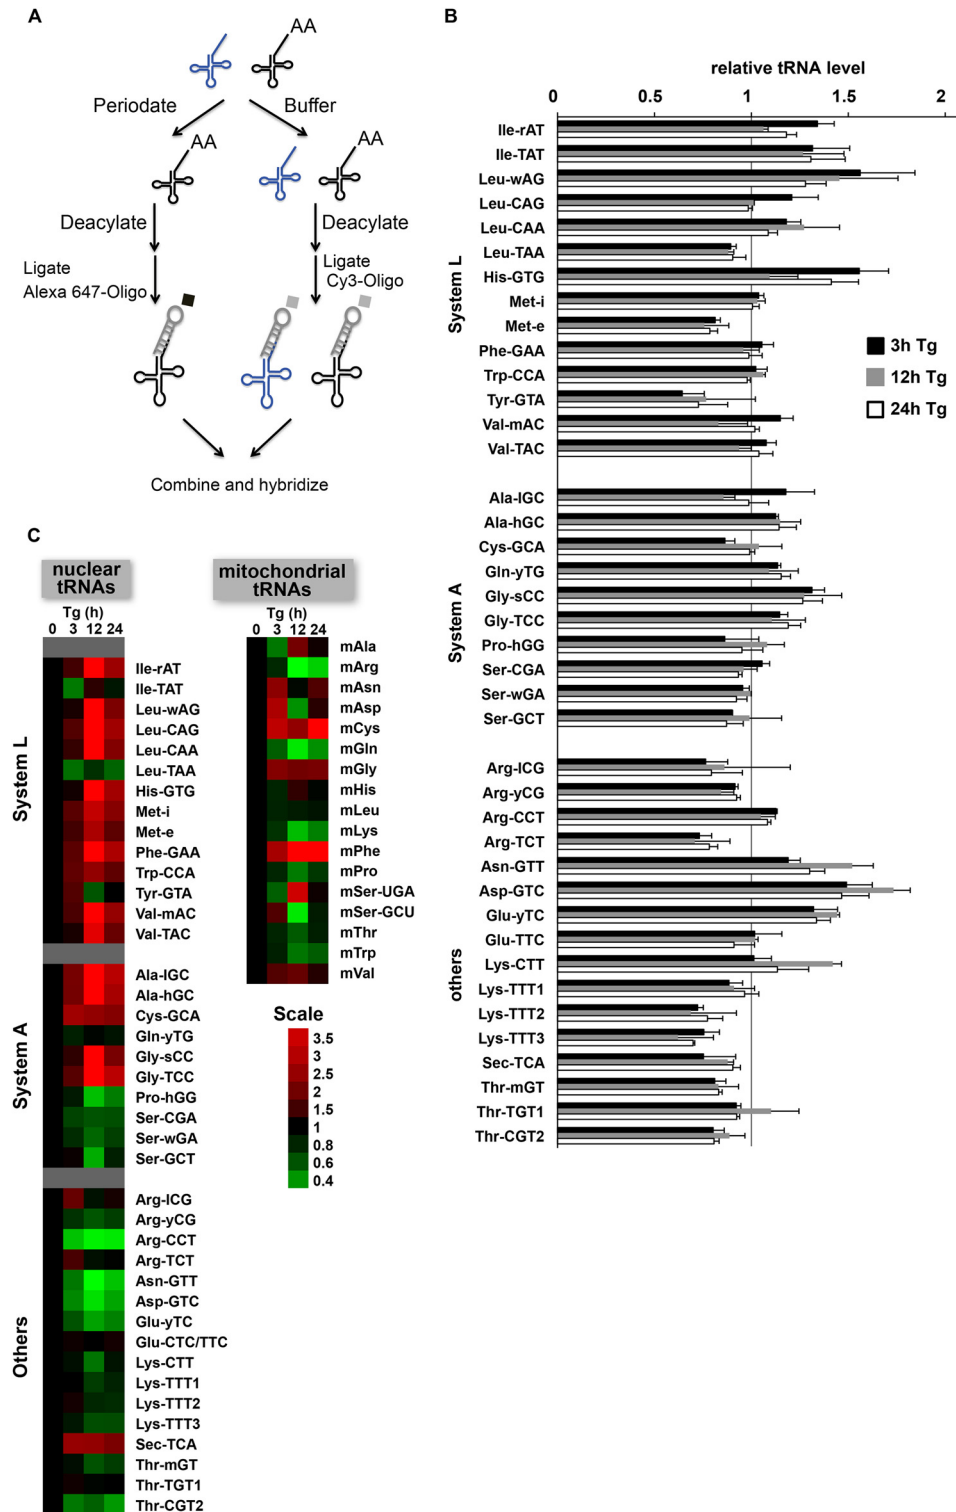 A
AA
Periodate
Buffer
AA
AA
Deacylate
Deacylate
Ligate
Alexa 647-Oligo
Ligate
Cy3-Oligo
Combine and hybridize
B
relative tRNA level
0 0.5 1 1.5 2
System L
Ile-rAT
Ile-TAT
Leu-wAG
Leu-CAG
Leu-CAA
Leu-TAA
His-GTG
Met-i
Met-e
Phe-GAA
Trp-CCA
Tyr-GTA
Val-mAC
Val-TAC
3h Tg
12h Tg
24h Tg
System A
Ala-IGC
Ala-hGC
Cys-GCA
Gln-yTG
Gly-sCC
Gly-TCC
Pro-hGG
Ser-CGA
Ser-wGA
Ser-GCT
others
Arg-ICG
Arg-yCG
Arg-CCT
Arg-TCT
Asn-GTT
Asp-GTC
Glu-yTC
Glu-TTC
Lys-CTT
Lys-TTT1
Lys-TTT2
Lys-TTT3
Sec-TCA
Thr-mGT
Thr-TGT1
Thr-CGT2
C
nuclear
tRNAs
Tg (h)
0 3 12 24
System L
Ile-rAT
Ile-TAT
Leu-wAG
Leu-CAG
Leu-CAA
Leu-TAA
His-GTG
Met-i
Met-e
Phe-GAA
Trp-CCA
Tyr-GTA
Val-mAC
Val-TAC
System A
Ala-IGC
Ala-hGC
Cys-GCA
Gln-yTG
Gly-sCC
Gly-TCC
Pro-hGG
Ser-CGA
Ser-wGA
Ser-GCT
Others
Arg-ICG
Arg-yCG
Arg-CCT
Arg-TCT
Asn-GTT
Asp-GTC
Glu-yTC
Glu-CTC/TTC
Lys-CTT
Lys-TTT1
Lys-TTT2
Lys-TTT3
Sec-TCA
Thr-mGT
Thr-TGT1
Thr-CGT2
mitochondrial
tRNAs
Tg (h)
0 3 12 24
mAla
mArg
mAsn
mAsp
mCys
mGln
mGly
mHis
mLeu
mLys
mPhe
mPro
mSer-UGA
mSer-GCU
mThr
mTrp
mVal
Scale
3.5
3
2.5
2
1.5
1
0.8
0.6
0.4